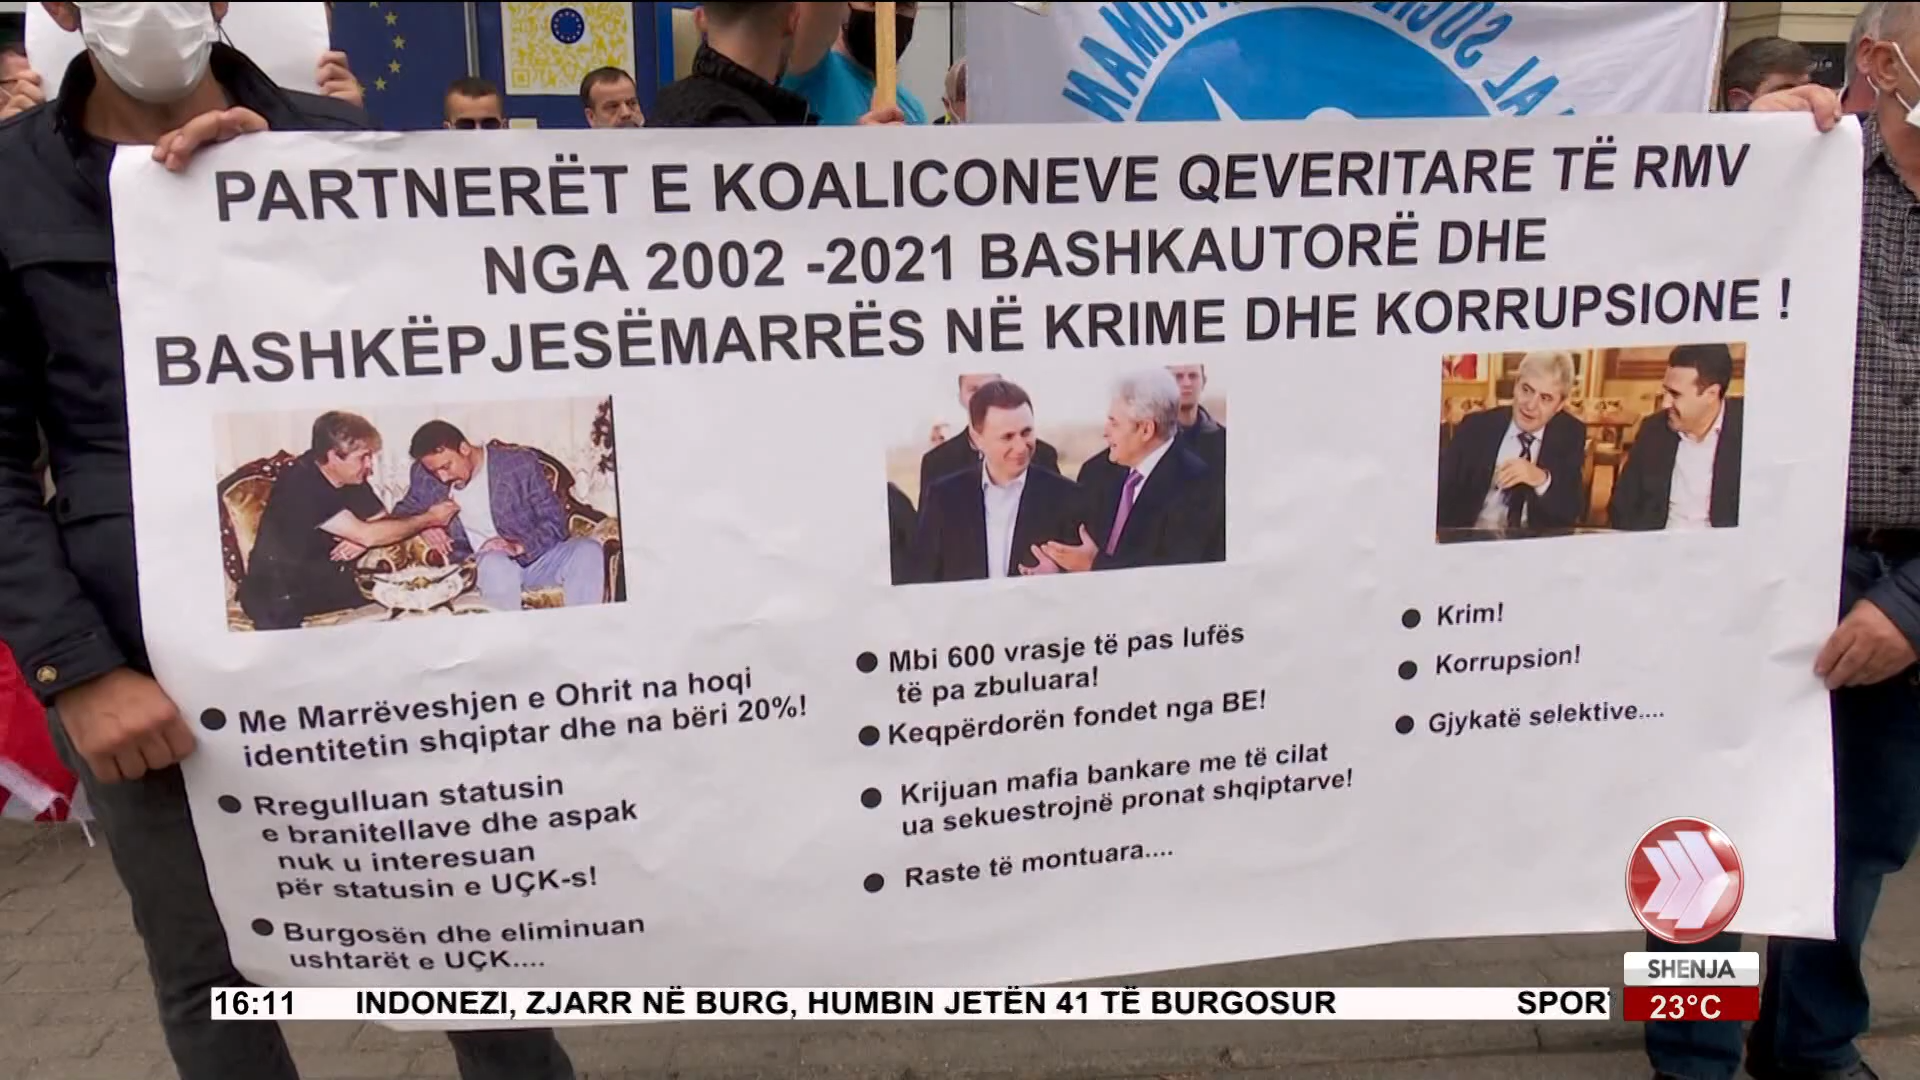 NAMOR
AL SOCI
PARTNERËT E KOALICONEVE QEVERITARE TË RMV
NGA 2002 -2021 BASHKAUTORË DHE
BASHKËPJESËMARRËS NË KRIME DHE KORRUPSIONE !
Me Marrëveshjen e Ohrit na hoqi
identitetin shqiptar dhe na bëri 20%!
Rregulluan statusin
e branitellave dhe aspak
nuk u interesuan
për statusin e UÇK-s!
Burgosën dhe eliminuan
ushtarët e UÇK....
Mbi 600 vrasje të pas lufës
të pa zbuluara!
Keqpërdorën fondet nga BE!
Krijuan mafia bankare me të cilat
ua sekuestrojnë pronat shqiptarve!
Raste të montuara....
Krim!
Korrupsion!
Gjykatë selektive....
SHENJA
16:11 INDONEZI, ZJARR NË BURG, HUMBIN JETËN 41 TË BURGOSUR SPOR
23°C